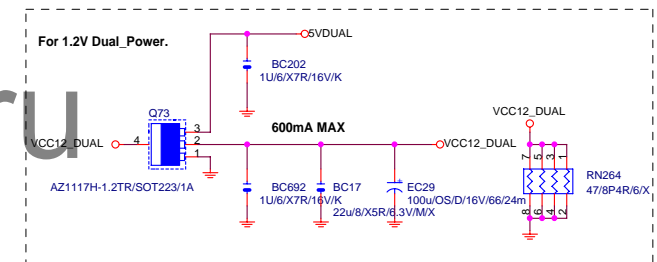 For 1.2V Dual_Power.
5VDUAL
BC202
1U/6/X7R/16V/K
ru
Q73
VCC12_DUAL
4
3
2
1
600mA MAX
VCC12_DUAL
VCC12_DUAL
7
5
3
1
RN264
47/8P4R/6/X
8
6
4
2
AZ1117H-1.2TR/SOT223/1A
BC692
1U/6/X7R/16V/K
BC17
22u/8/X5R/6.3V/M/X
EC29
100u/OS/D/16V/66/24m